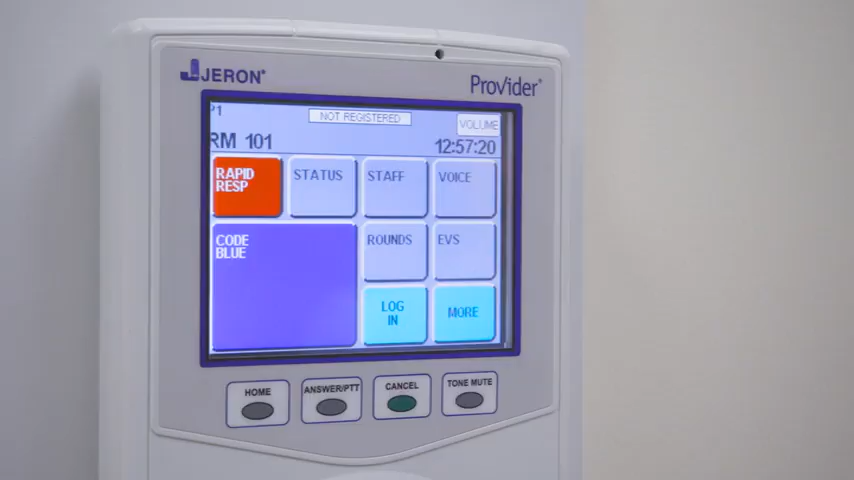 JERON®
Provider®
P1
NOT REGISTERED
VOLUME
RM 101
12:57:20
RAPID
RESP
STATUS
STAFF
VOICE
CODE
BLUE
ROUNDS
EVS
LOG
IN
MORE
HOME
ANSWER/PTT
CANCEL
TONE MUTE